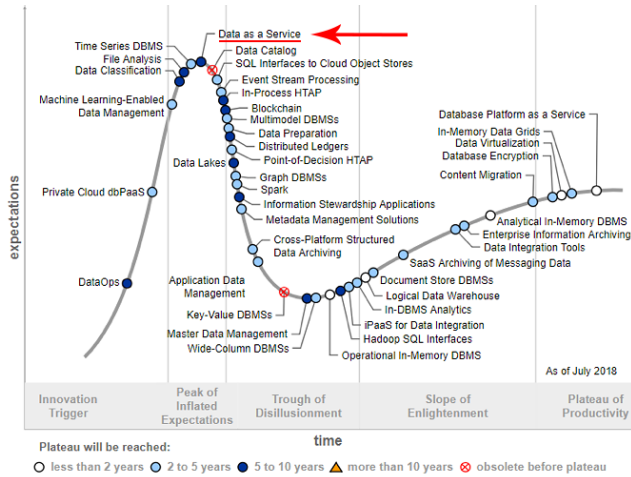 Data as a Service
Time Series DBMS
Data Catalog
File Analysis
SQL Interfaces to Cloud Object Stores
Data Classification
Event Stream Processing
In-Process HTAP
Machine Learning-Enabled
Data Management
Blockchain
Multimodel DBMSs
Data Preparation
Distributed Ledgers
Data Lakes
Point-of-Decision HTAP
Graph DBMSs
Private Cloud dbPaaS
Spark
Information Stewardship Applications
Metadata Management Solutions
Cross-Platform Structured
Data Archiving
DataOps
Application Data
Management
Key-Value DBMSs
Master Data Management
Wide-Column DBMSs
Operational In-Memory DBMS
Hadoop SQL Interfaces
iPaaS for Data Integration
In-DBMS Analytics
Logical Data Warehouse
Document Store DBMSs
SaaS Archiving of Messaging Data
Data Integration Tools
Enterprise Information Archiving
Analytical In-Memory DBMS
Content Migration
Database Encryption
Data Virtualization
In-Memory Data Grids
Database Platform as a Service
expectations
As of July 2018
Innovation
Trigger
Peak of
Inflated
Expectations
Trough of
Disillusionment
Slope of
Enlightenment
Plateau of
Productivity
time
Plateau will be reached:
less than 2 years
2 to 5 years
5 to 10 years
more than 10 years
obsolete before plateau